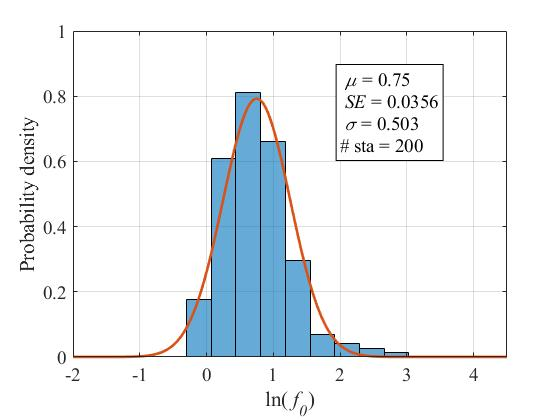 1
0.8
0.6
0.4
0.2
0
Probability density
μ = 0.75
SE = 0.0356
σ = 0.503
# sta = 200
-2 -1 0 1 2 3 4
ln(f0)